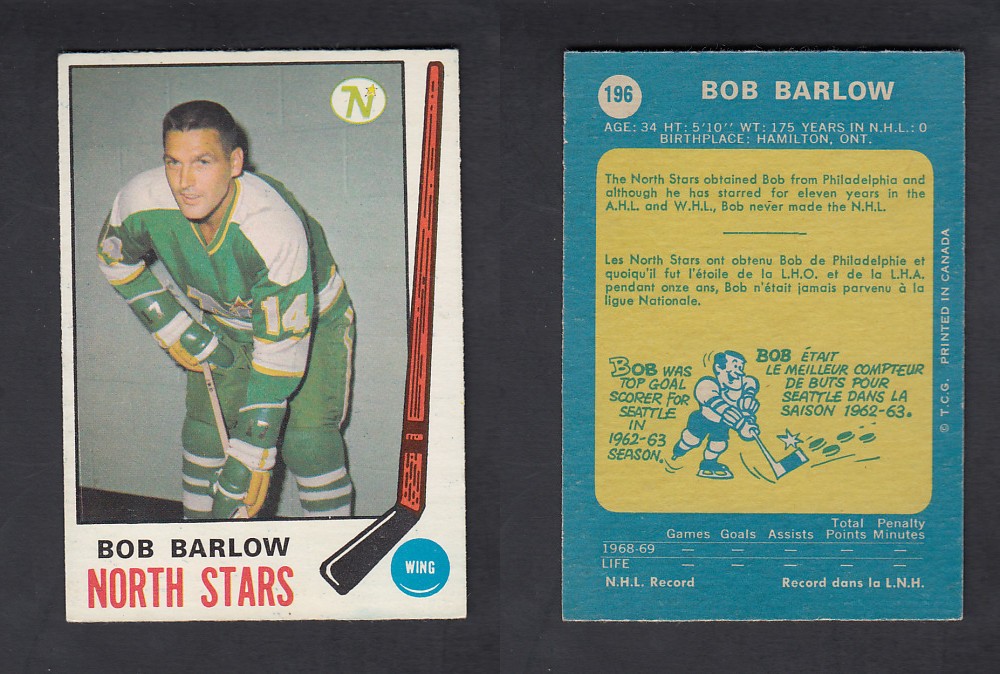 N
14
BOB BARLOW
NORTH STARS
WING
196
BOB BARLOW
AGE: 34 HT: 5'10'' WT: 175 YEARS IN N.H.L.: 0
BIRTHPLACE: HAMILTON, ONT.
The North Stars obtained Bob from Philadelphia and
although he has starred for eleven years in the
A.H.L. and W.H.L., Bob never made the N.H.L.
Les North Stars ont obtenu Bob de Philadelphie et
quoiqu'il fut l'étoile de la L.H.O. et de la L.H.A.
pendant onze ans, Bob n'était jamais parvenu à la
ligue Nationale.
BOB WAS
TOP GOAL
SCORER FOR
SEATTLE
IN
1962-63
SEASON.
BOB ÉTAIT
LE MEILLEUR COMPTEUR
DE BUTS POUR
SEATTLE DANS LA
SAISON 1962-63.
Games Goals Assists Total Points Penalty Minutes
1968-69 — — — — —
LIFE — — — — —
N.H.L. Record Record dans la L.N.H.
© T.C.G. PRINTED IN CANADA